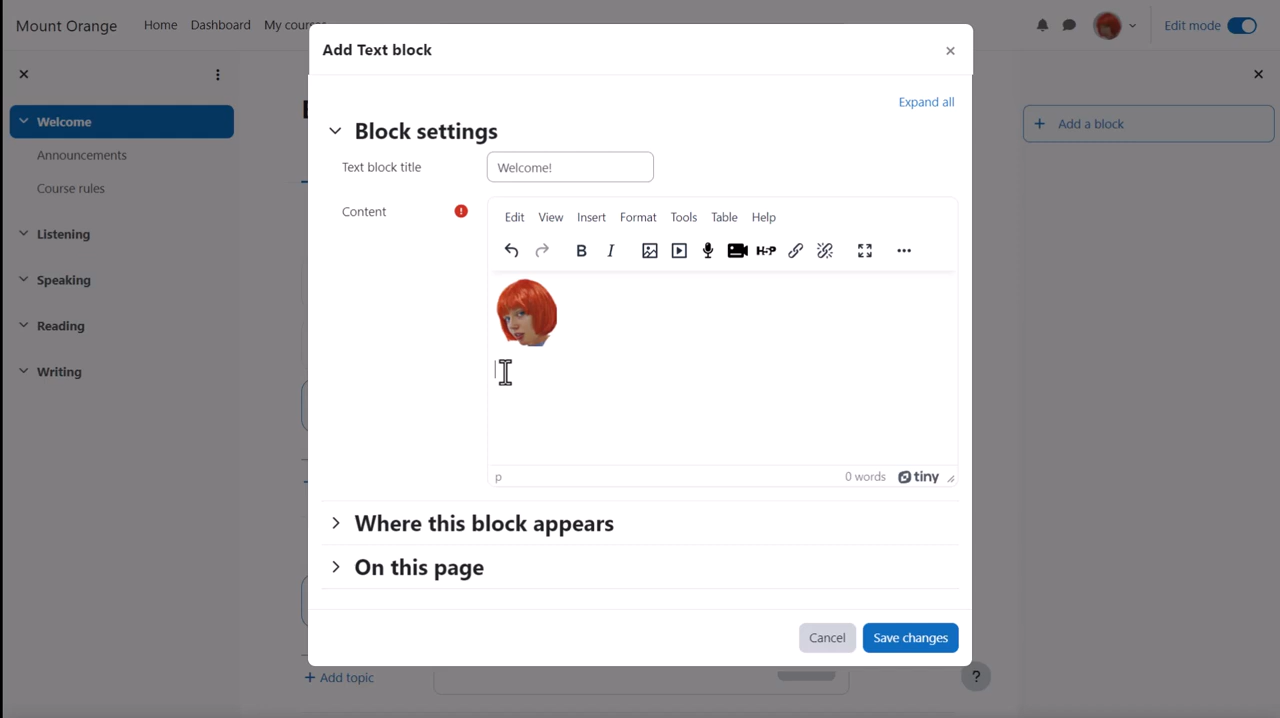 Mount Orange Home Dashboard My cours Edit mode
Add Text block
Expand all
Block settings
Text block title Welcome!
Content
Edit View Insert Format Tools Table Help
B I H-P
p 0 words tiny
Where this block appears
On this page
Cancel Save changes
Welcome
Announcements
Course rules
Listening
Speaking
Reading
Writing
+ Add a block
+ Add topic
?